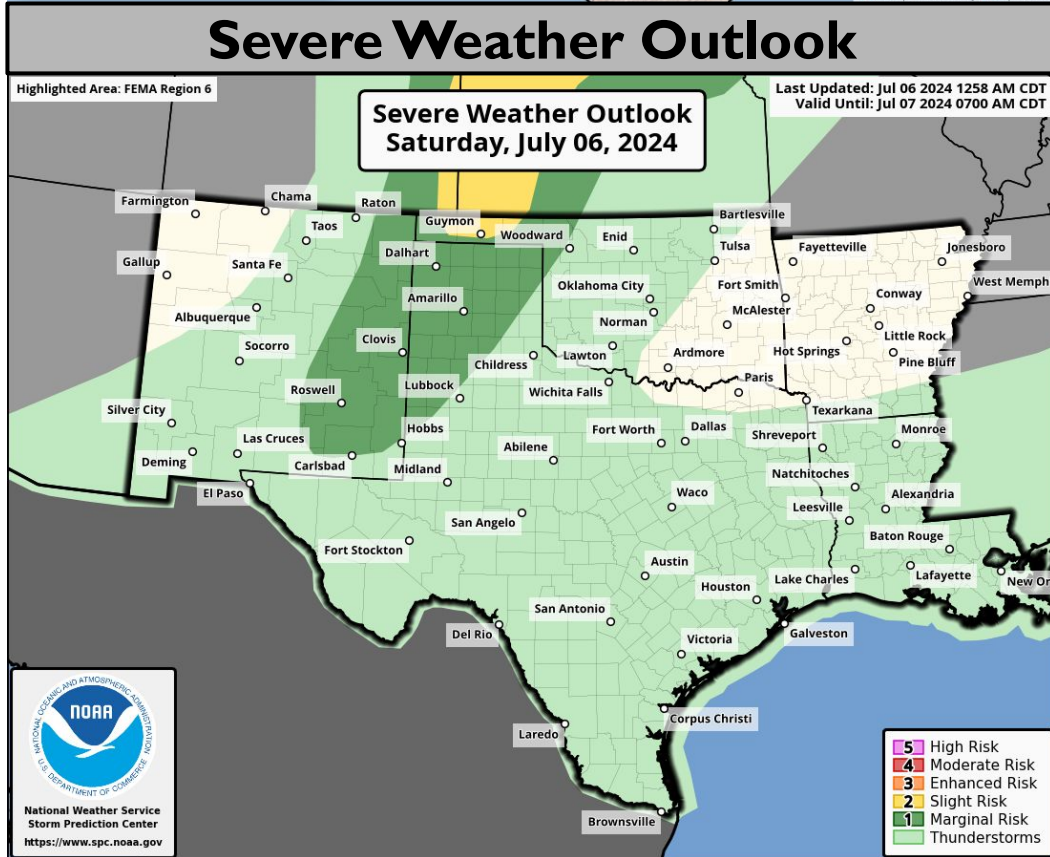 Severe Weather Outlook
Highlighted Area: FEMA Region 6
Last Updated: Jul 06 2024 1258 AM CDT
Valid Until: Jul 07 2024 0700 AM CDT
Severe Weather Outlook
Saturday, July 06, 2024
Farmington
Chama
Raton
Taos
Guymon
Woodward
Enid
Bartlesville
Tulsa
Fayetteville
Jonesboro
Gallup
Santa Fe
Dalhart
Oklahoma City
Fort Smith
West Memph
Albuquerque
Amarillo
Norman
McAlester
Conway
Socorro
Clovis
Childress
Lawton
Ardmore
Hot Springs
Little Rock
Pine Bluff
Roswell
Lubbock
Wichita Falls
Paris
Texarkana
Silver City
Las Cruces
Hobbs
Abilene
Fort Worth
Dallas
Shreveport
Monroe
Deming
Carlsbad
Midland
Natchitoches
El Paso
San Angelo
Waco
Leesville
Alexandria
Fort Stockton
Baton Rouge
Austin
Houston
Lake Charles
Lafayette
New Or
San Antonio
Del Rio
Victoria
Galveston
Laredo
Corpus Christi
Brownsville
NATIONAL OCEANIC AND ATMOSPHERIC ADMINISTRATION
NOAA
U.S. DEPARTMENT OF COMMERCE
National Weather Service
Storm Prediction Center
https://www.spc.noaa.gov
5 High Risk
4 Moderate Risk
3 Enhanced Risk
2 Slight Risk
1 Marginal Risk
Thunderstorms